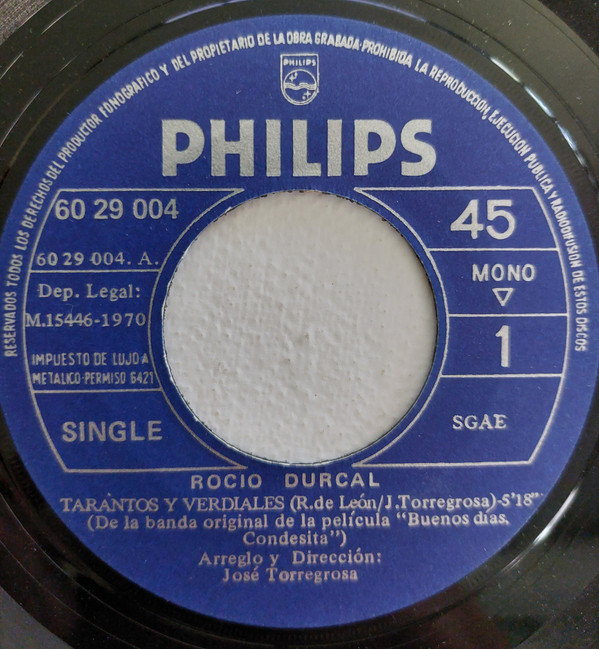 RESERVADOS TODOS LOS DERECHOS DEL PRODUCTOR FONOGRAFICO Y DEL PROPIETARIO DE LA OBRA GRABADA·PROHIBIDA LA REPRODUCCION, EJECUCION PUBLICA Y RADIODIFUSION DE ESTOS DISCOS
PHILIPS
PHILIPS
60 29 004
60 29 004. A.
Dep. Legal:
M.15446-1970
IMPUESTO DE LUJO A
METALICO-PERMISO 6421
SINGLE
45
MONO
▽
1
SGAE
ROCIO DURCAL
TARANTOS Y VERDIALES (R.de León/J.Torregrosa)-5'18"
(De la banda original de la película "Buenos días,
Condesita")
Arreglo y Dirección:
José Torregrosa